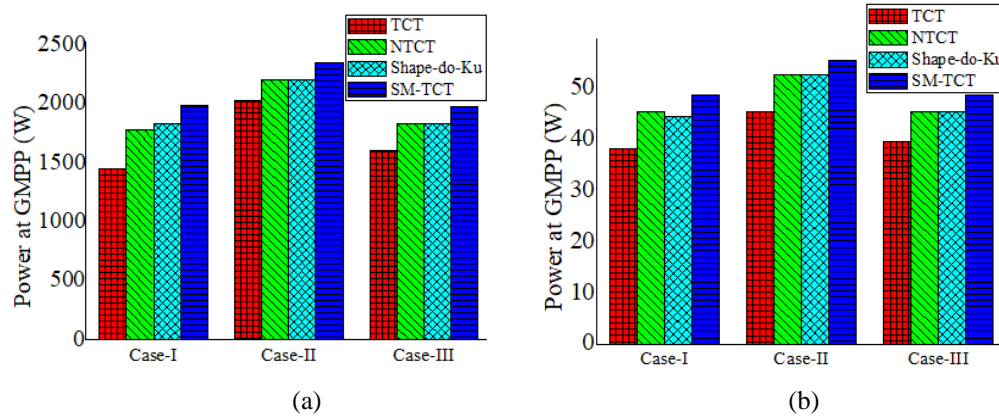 Power at GMPP (W)
2500
2000
1500
1000
500
0
TCT
NTCT
Shape-do-Ku
SM-TCT
Case-I
Case-II
Case-III
(a)
Power at GMPP (W)
50
40
30
20
10
0
TCT
NTCT
Shape-do-Ku
SM-TCT
Case-I
Case-II
Case-III
(b)